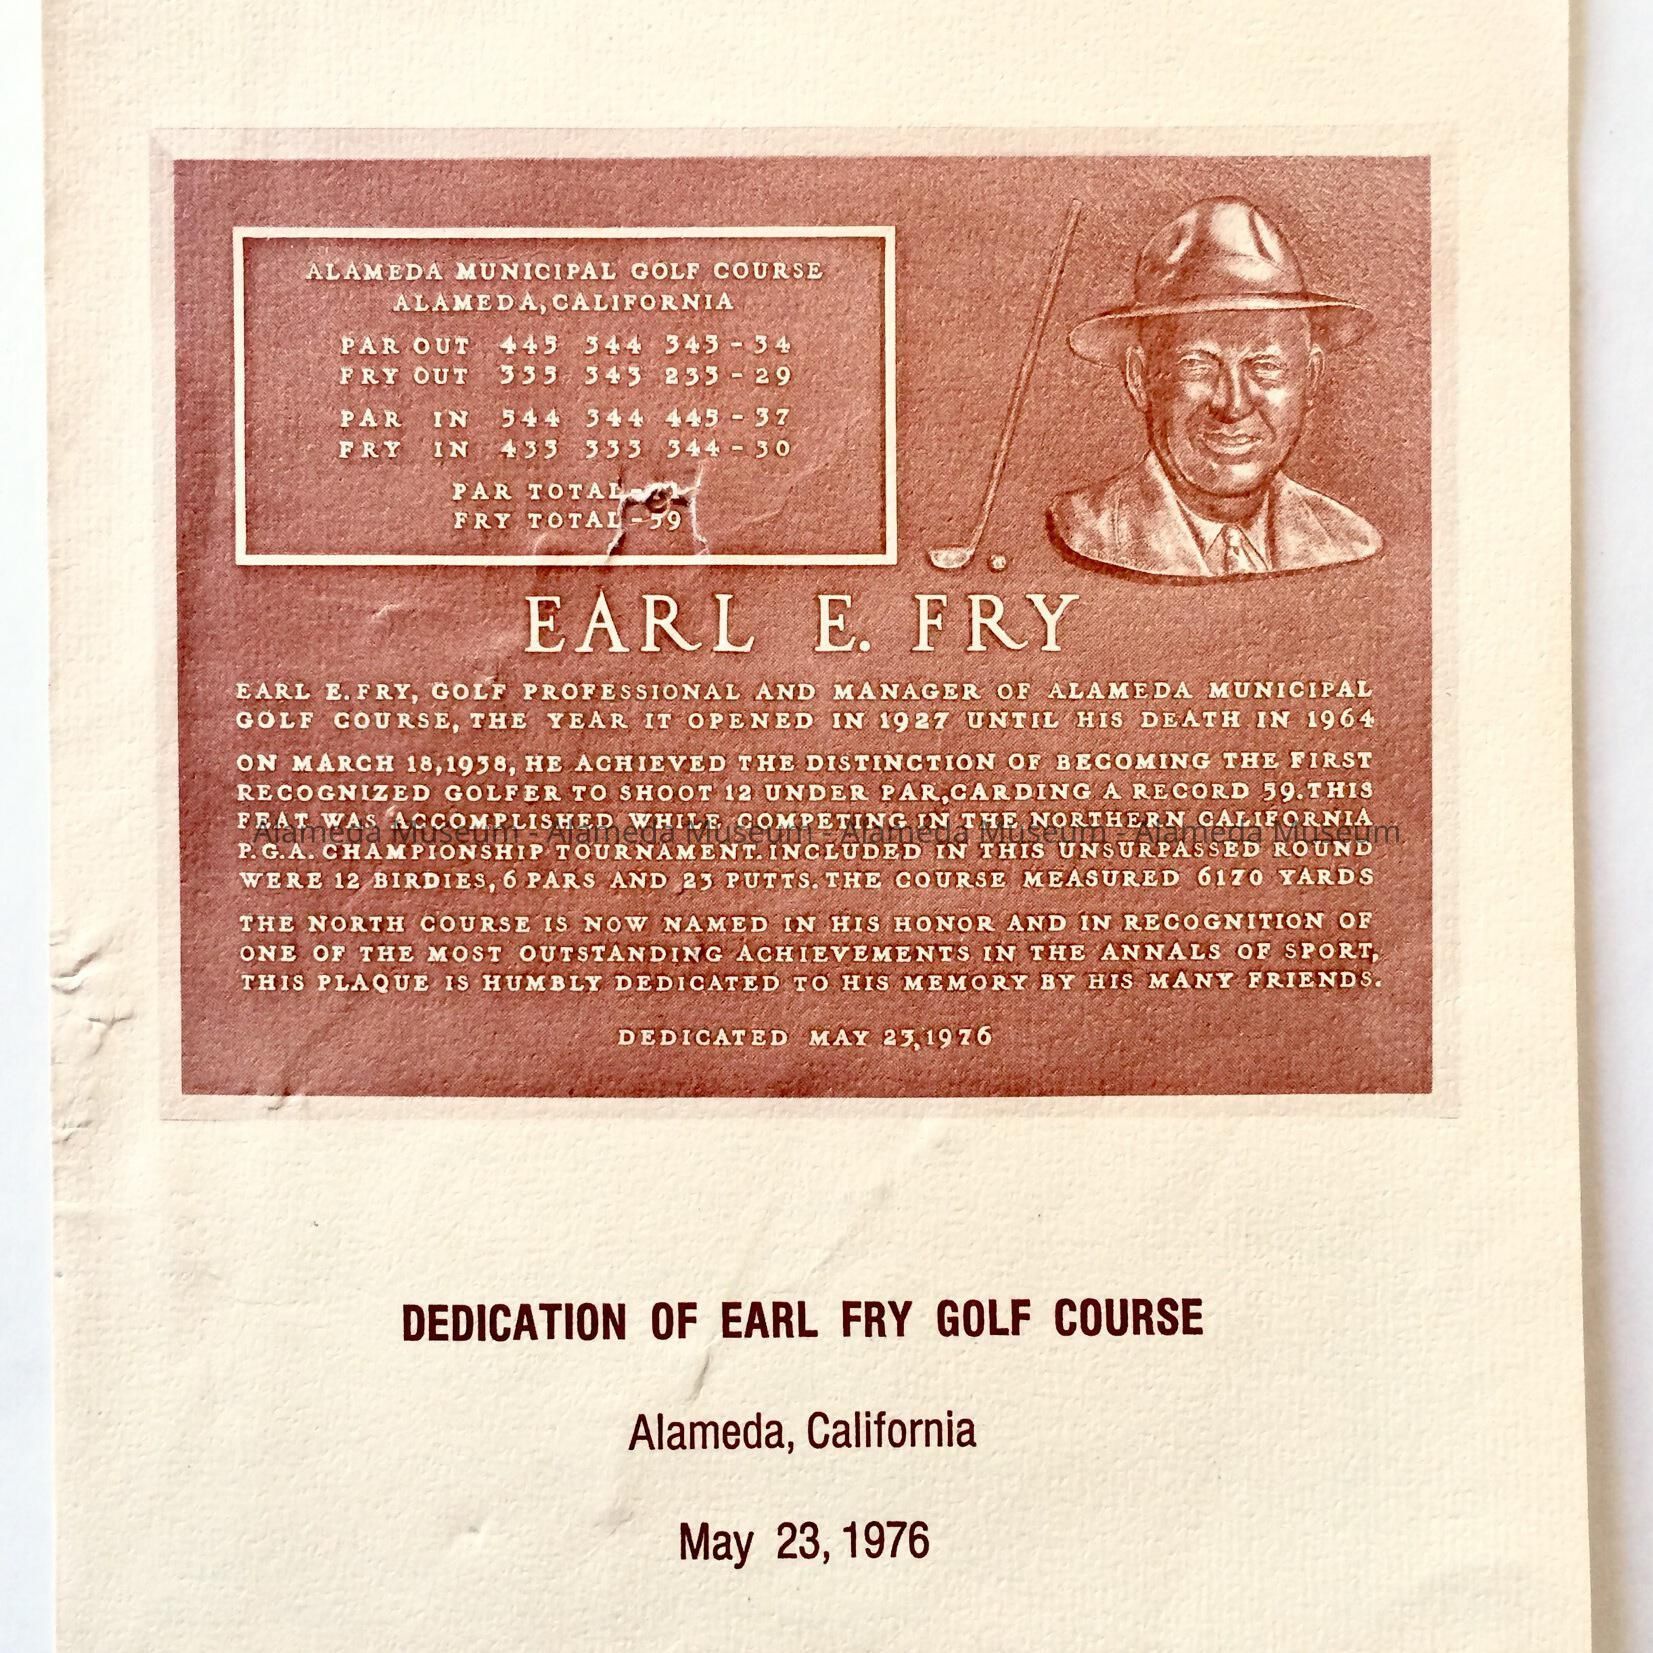 ALAMEDA MUNICIPAL GOLF COURSE
ALAMEDA, CALIFORNIA
PAR OUT 445 344 343 - 34
FRY OUT 335 343 233 - 29
PAR IN 544 344 445 - 37
FRY IN 433 333 344 - 30
PAR TOTAL
FRY TOTAL - 59
EARL E. FRY
EARL E. FRY, GOLF PROFESSIONAL AND MANAGER OF ALAMEDA MUNICIPAL
GOLF COURSE, THE YEAR IT OPENED IN 1927 UNTIL HIS DEATH IN 1964
ON MARCH 18, 1938, HE ACHIEVED THE DISTINCTION OF BECOMING THE FIRST
RECOGNIZED GOLFER TO SHOOT 12 UNDER PAR, CARDING A RECORD 59. THIS
FEAT WAS ACCOMPLISHED WHILE COMPETING IN THE NORTHERN CALIFORNIA
Alameda Museum - Alameda Museum - Alameda Museum - Alameda Museum
P.G.A. CHAMPIONSHIP TOURNAMENT. INCLUDED IN THIS UNSURPASSED ROUND
WERE 12 BIRDIES, 6 PARS AND 23 PUTTS. THE COURSE MEASURED 6170 YARDS
THE NORTH COURSE IS NOW NAMED IN HIS HONOR AND IN RECOGNITION OF
ONE OF THE MOST OUTSTANDING ACHIEVEMENTS IN THE ANNALS OF SPORT,
THIS PLAQUE IS HUMBLY DEDICATED TO HIS MEMORY BY HIS MANY FRIENDS.
DEDICATED MAY 23, 1976
DEDICATION OF EARL FRY GOLF COURSE
Alameda, California
May 23, 1976